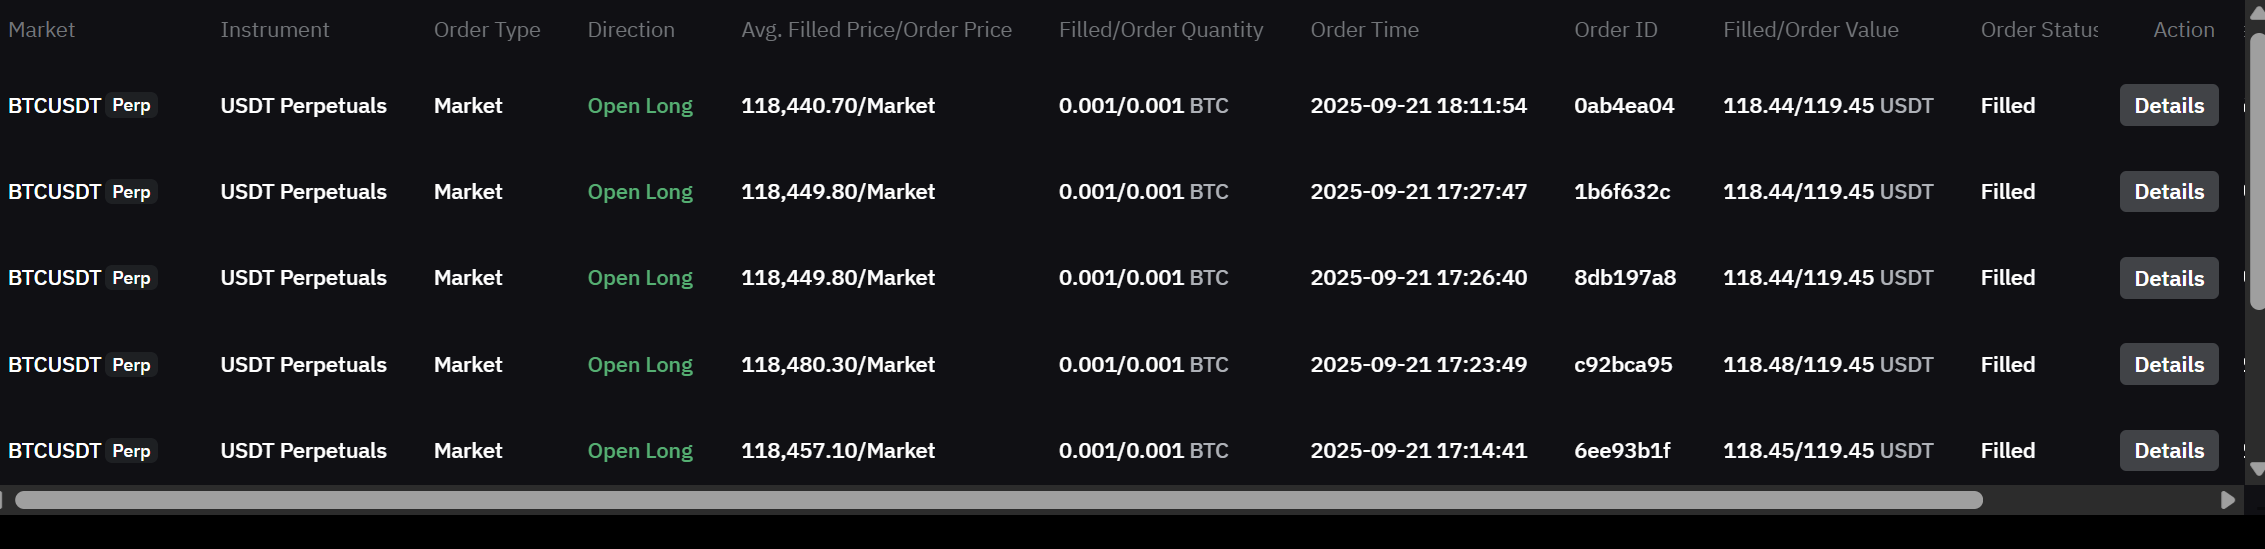 Market Instrument Order Type Direction Avg. Filled Price/Order Price Filled/Order Quantity Order Time Order ID Filled/Order Value Order Status Action
BTCUSDT Perp USDT Perpetuals Market Open Long 118,440.70/Market 0.001/0.001 BTC 2025-09-21 18:11:54 0ab4ea04 118.44/119.45 USDT Filled Details
BTCUSDT Perp USDT Perpetuals Market Open Long 118,449.80/Market 0.001/0.001 BTC 2025-09-21 17:27:47 1b6f632c 118.44/119.45 USDT Filled Details
BTCUSDT Perp USDT Perpetuals Market Open Long 118,449.80/Market 0.001/0.001 BTC 2025-09-21 17:26:40 8db197a8 118.44/119.45 USDT Filled Details
BTCUSDT Perp USDT Perpetuals Market Open Long 118,480.30/Market 0.001/0.001 BTC 2025-09-21 17:23:49 c92bca95 118.48/119.45 USDT Filled Details
BTCUSDT Perp USDT Perpetuals Market Open Long 118,457.10/Market 0.001/0.001 BTC 2025-09-21 17:14:41 6ee93b1f 118.45/119.45 USDT Filled Details